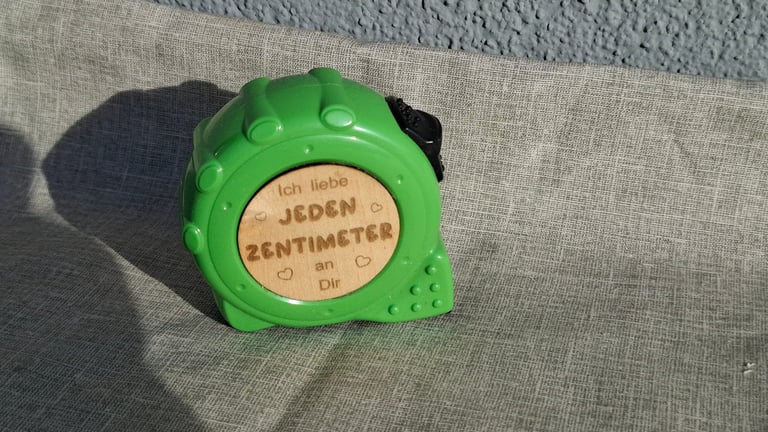 Ich liebe
JEDEN
ZENTIMETER
an
Dir